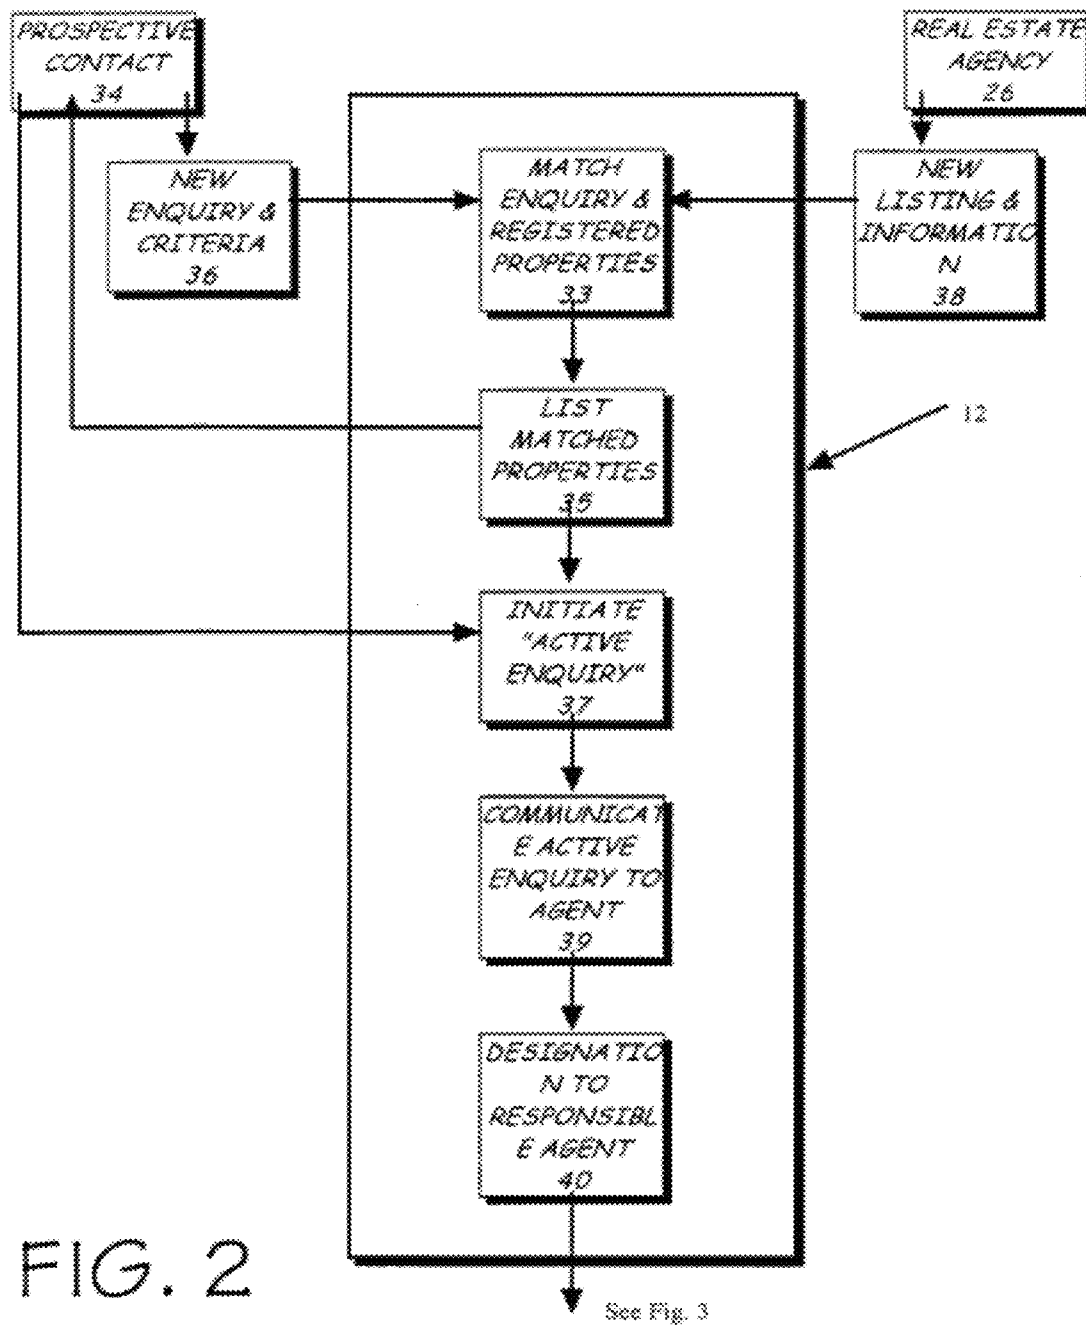 PROSPECTIVE
CONTACT
34
REAL ESTATE
AGENCY
26
NEW
ENQUIRY &
CRITERIA
36
MATCH
ENQUIRY &
REGISTERED
PROPERTIES
33
NEW
LISTING &
INFORMATIO
N
38
LIST
MATCHED
PROPERTIES
35
12
INITIATE
"ACTIVE
ENQUIRY"
37
COMMUNICAT
E ACTIVE
ENQUIRY TO
AGENT
39
DESIGNATIO
N TO
RESPONSIBL
E AGENT
40
FIG. 2
See Fig. 3